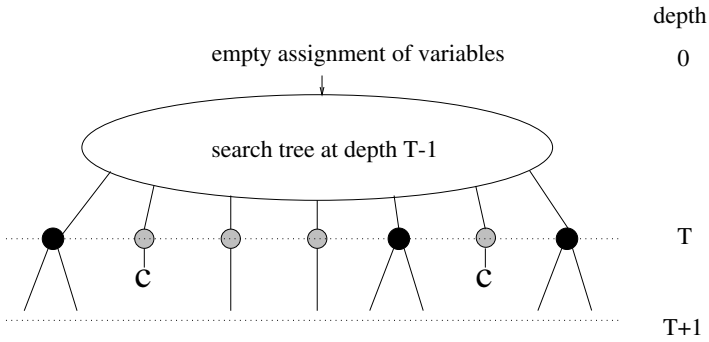 depth
empty assignment of variables
0
search tree at depth T-1
T
C
C
T+1